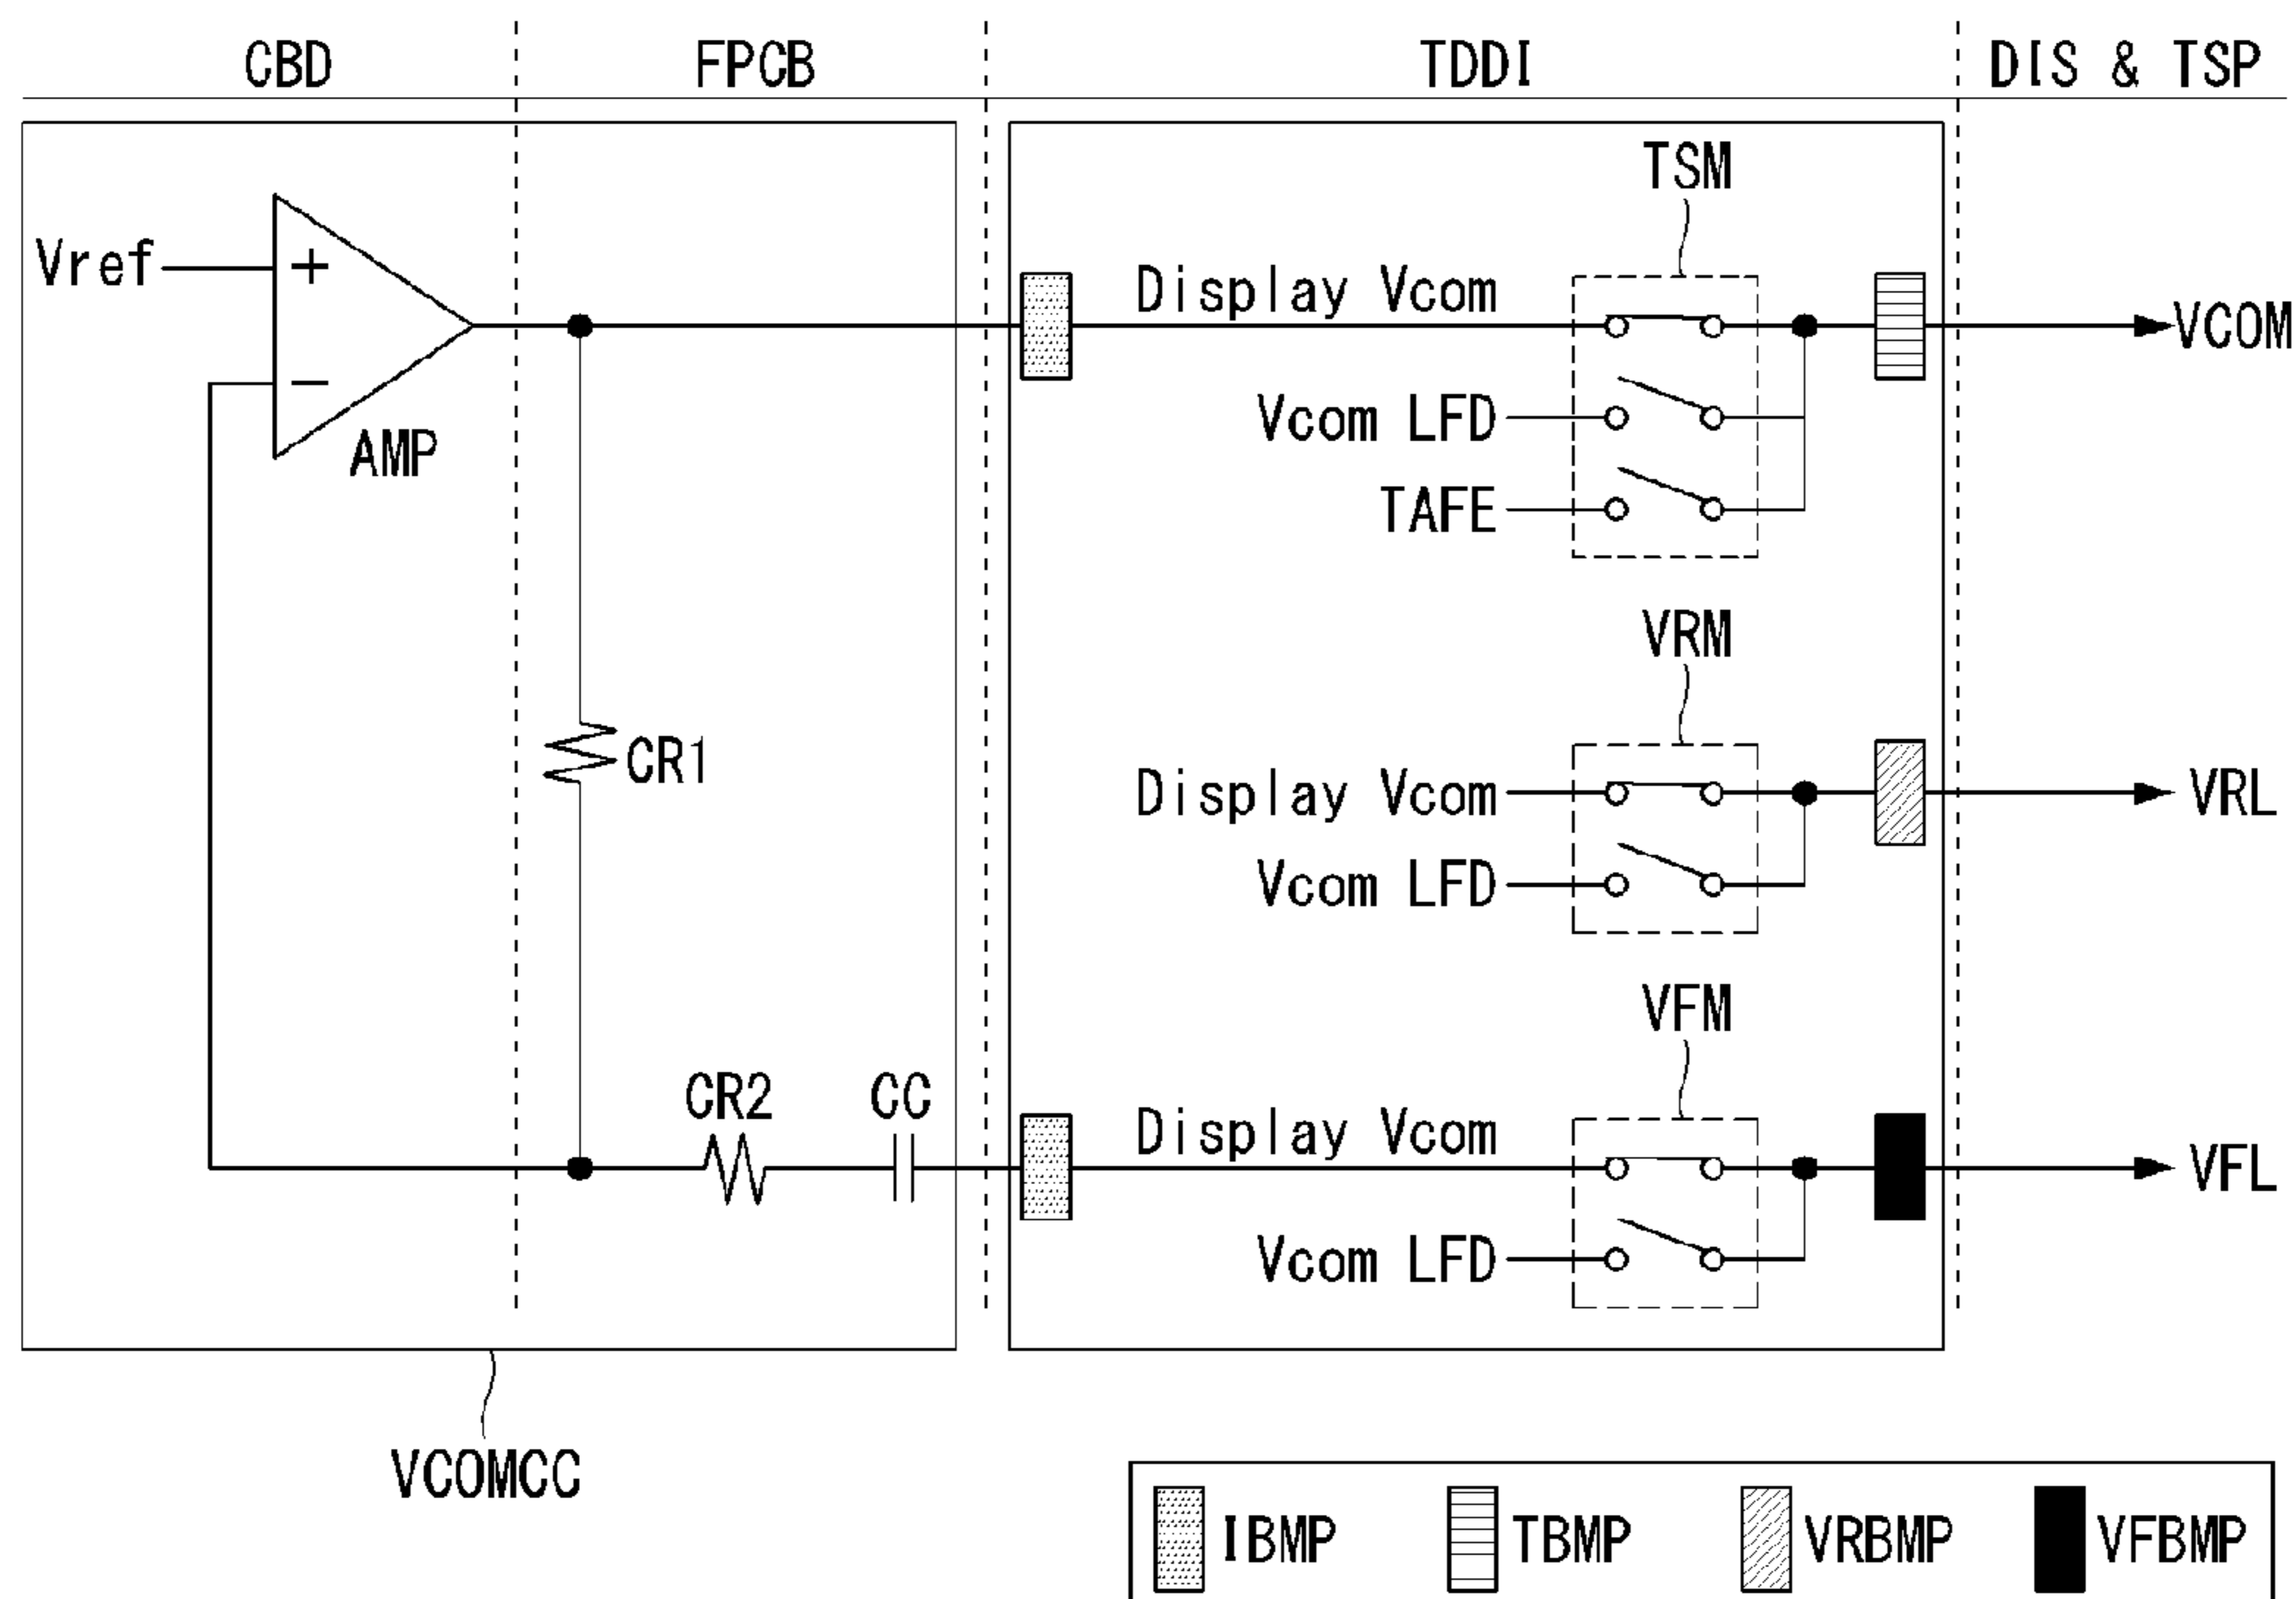 CBD
FPCB
TDDI
DIS & TSP
TSM
Vref
+
−
AMP
Display Vcom
VCOM
Vcom LFD
TAFE
VRM
CR1
Display Vcom
VRL
Vcom LFD
VFM
CR2
CC
Display Vcom
VFL
Vcom LFD
VCOMCC
IBMP
TBMP
VRBMP
VFBMP